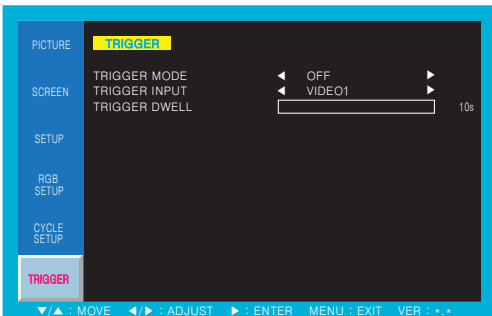 PICTURE
SCREEN
SETUP
RGB
SETUP
CYCLE
SETUP
TRIGGER
TRIGGER
TRIGGER MODE ◀ OFF ▶
TRIGGER INPUT ◀ VIDEO1 ▶
TRIGGER DWELL 10s
▼/▲ : MOVE ◀/▶ : ADJUST ▶ : ENTER MENU : EXIT VER : *.*